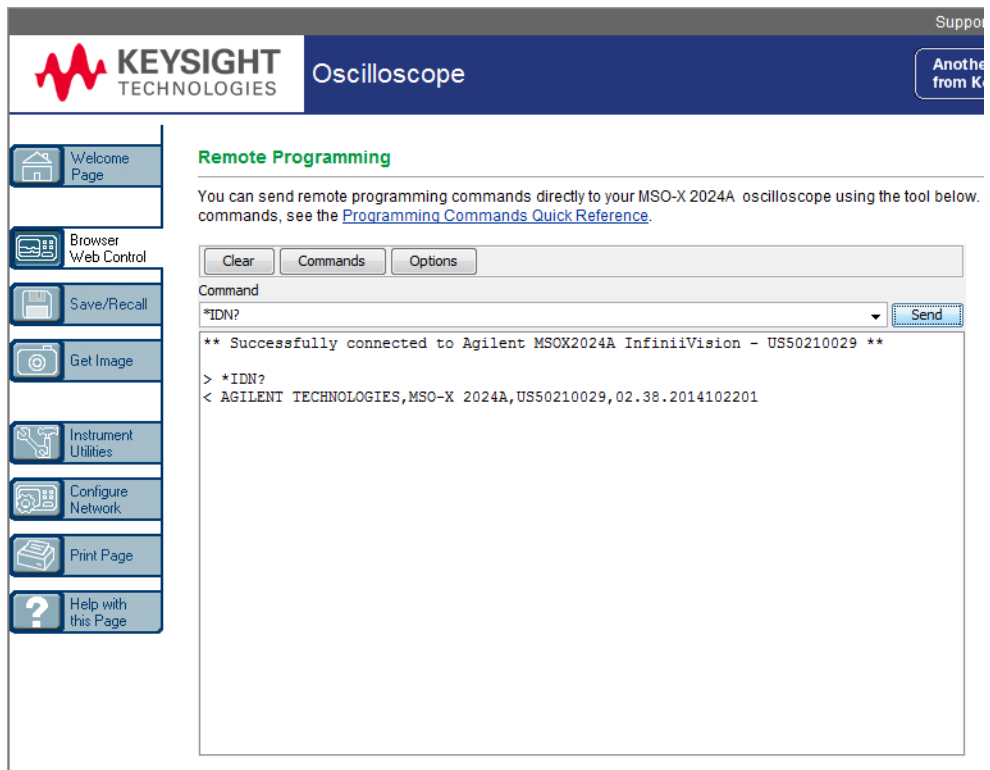 Suppor
KEYSIGHT
TECHNOLOGIES
Oscilloscope
Anothe
from K
Welcome
Page
Browser
Web Control
Save/Recall
Get Image
Instrument
Utilities
Configure
Network
Print Page
Help with
this Page
Remote Programming
You can send remote programming commands directly to your MSO-X 2024A oscilloscope using the tool below.
commands, see the Programming Commands Quick Reference.
Clear
Commands
Options
Command
*IDN?
Send
** Successfully connected to Agilent MSOX2024A InfiniiVision - US50210029 **
> *IDN?
< AGILENT TECHNOLOGIES,MSO-X 2024A,US50210029,02.38.2014102201